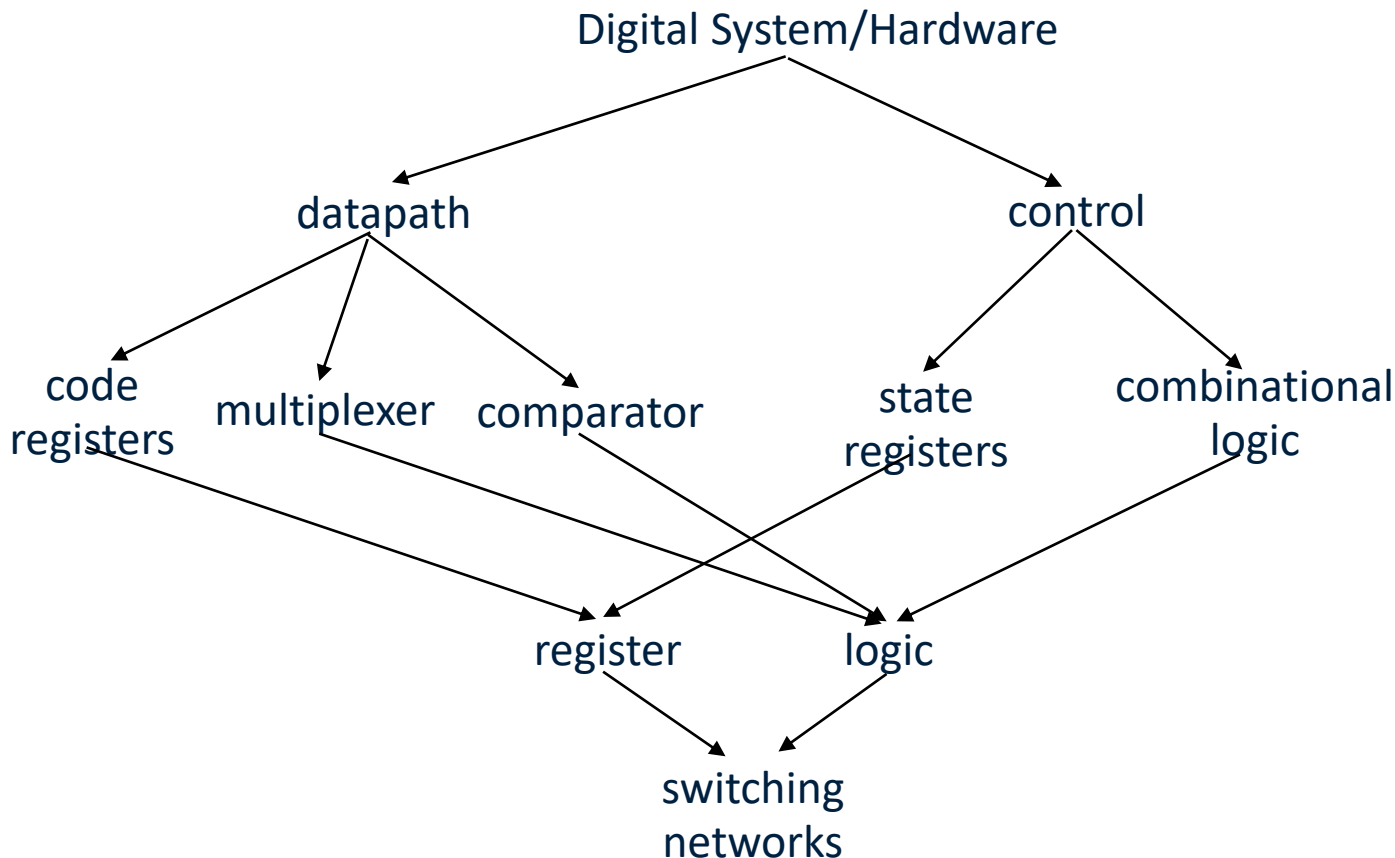 Digital System/Hardware
datapath
control
code
registers
multiplexer
comparator
state
registers
combinational
logic
register
logic
switching
networks